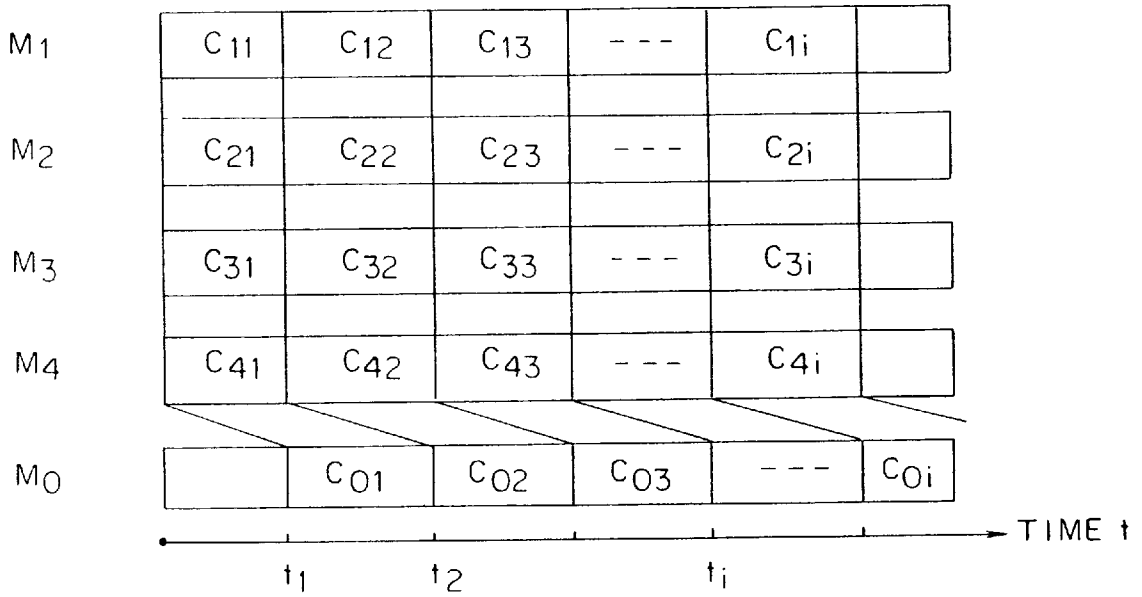 M1 C11 C12 C13 --- C1i
M2 C21 C22 C23 --- C2i
M3 C31 C32 C33 --- C3i
M4 C41 C42 C43 --- C4i
M0 C01 C02 C03 --- C0i
TIME t
t1 t2 ti